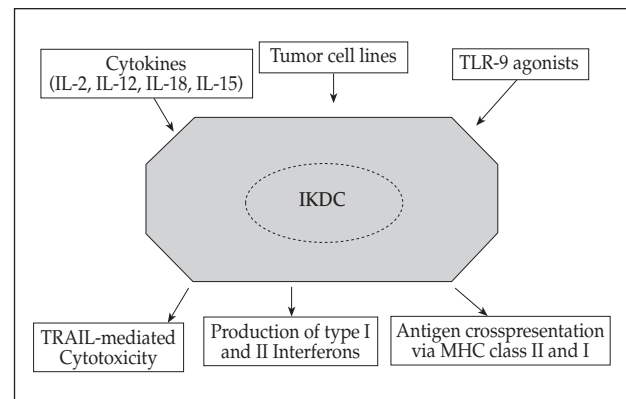 Cytokines
(IL-2, IL-12, IL-18, IL-15)
Tumor cell lines
TLR-9 agonists
IKDC
TRAIL-mediated
Cytotoxicity
Production of type I
and II Interferons
Antigen crosspresentation
via MHC class II and I